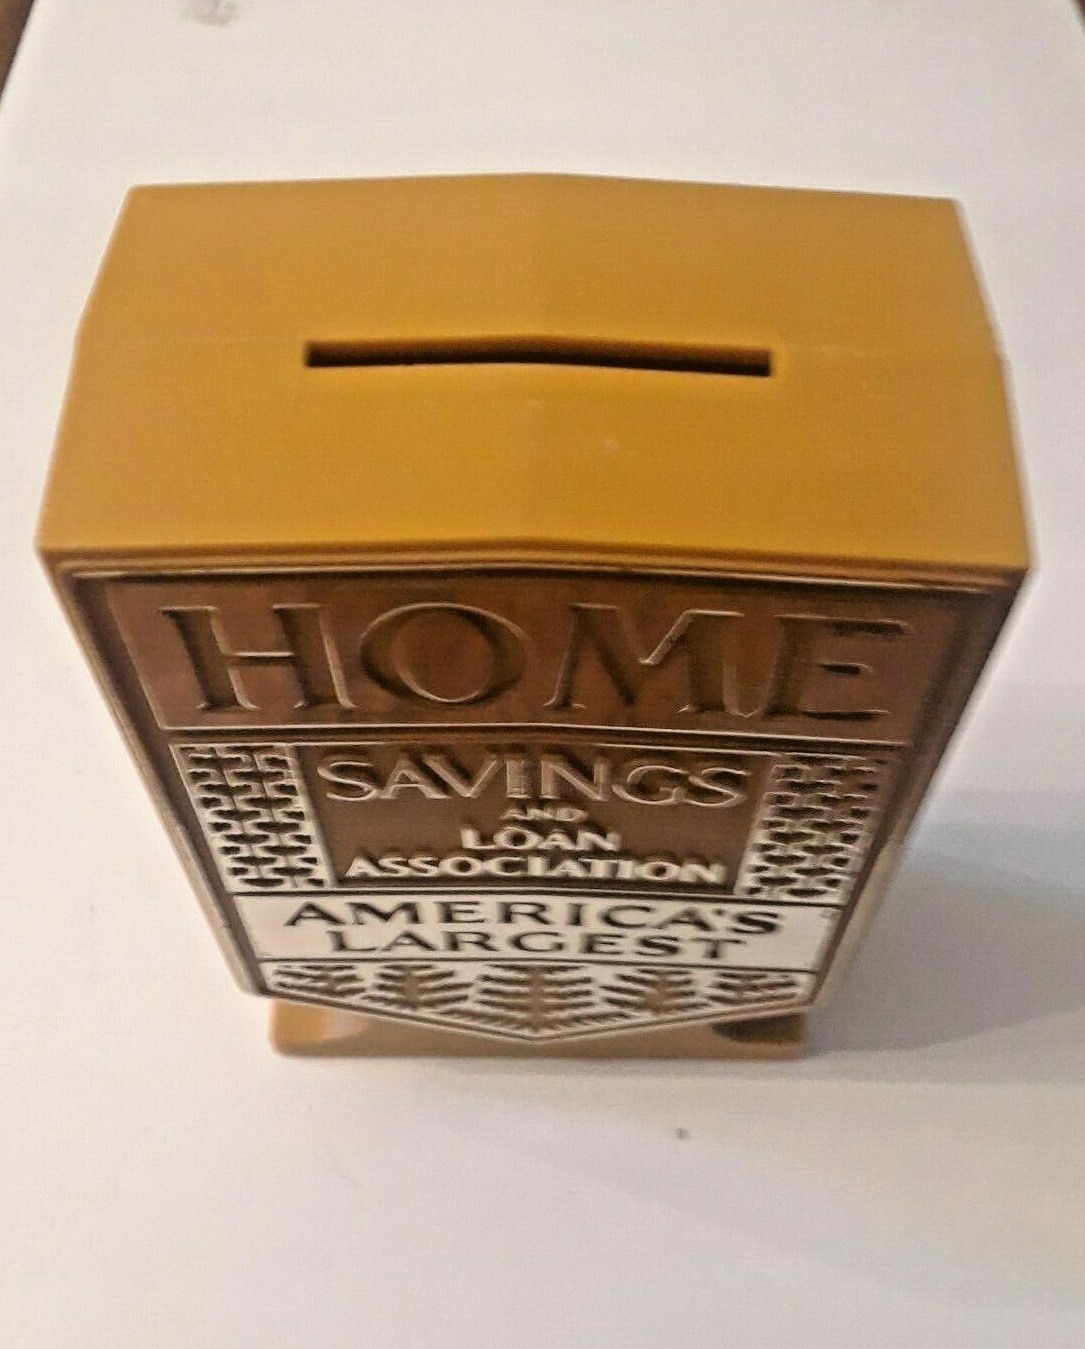 HOME
SAVINGS
AND
LOAN
ASSOCIATION
AMERICA'S
LARGEST